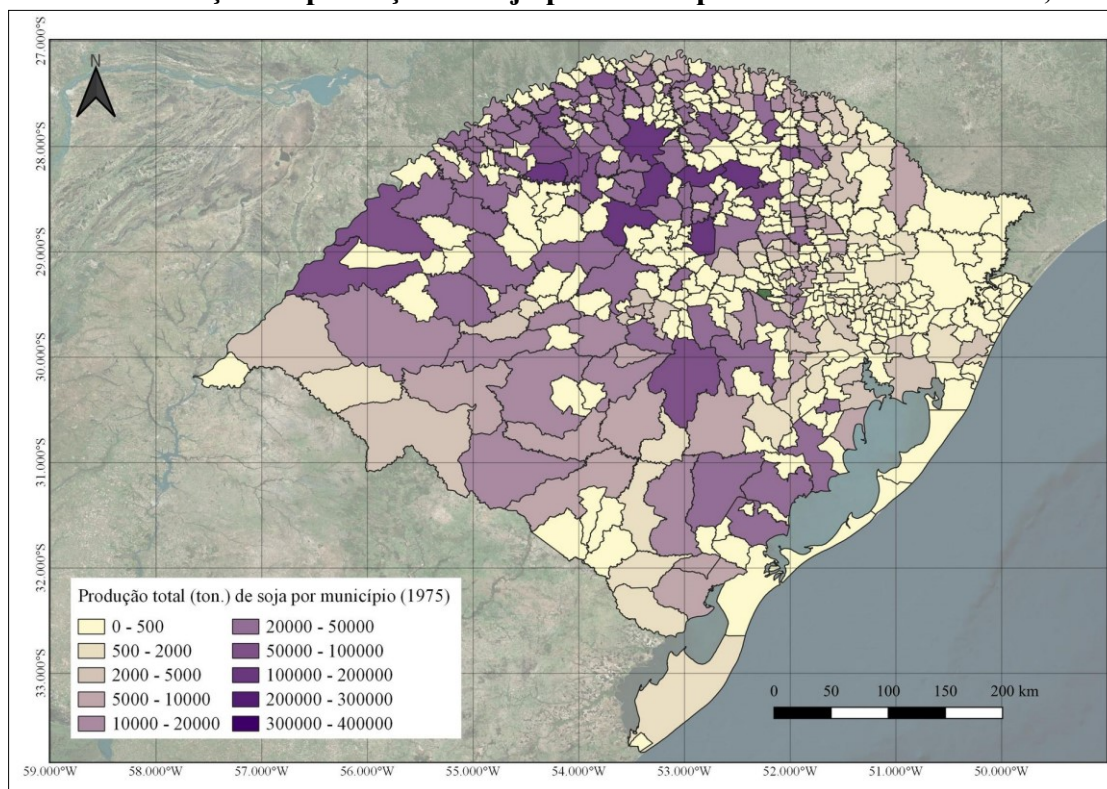 produção soja
27.000°S
28.000°S
29.000°S
30.000°S
31.000°S
32.000°S
33.000°S
N
Produção total (ton.) de soja por município (1975)
0 - 500
500 - 2000
2000 - 5000
5000 - 10000
10000 - 20000
20000 - 50000
50000 - 100000
100000 - 200000
200000 - 300000
300000 - 400000
0 50 100 150 200 km
59.000°W 58.000°W 57.000°W 56.000°W 55.000°W 54.000°W 53.000°W 52.000°W 51.000°W 50.000°W